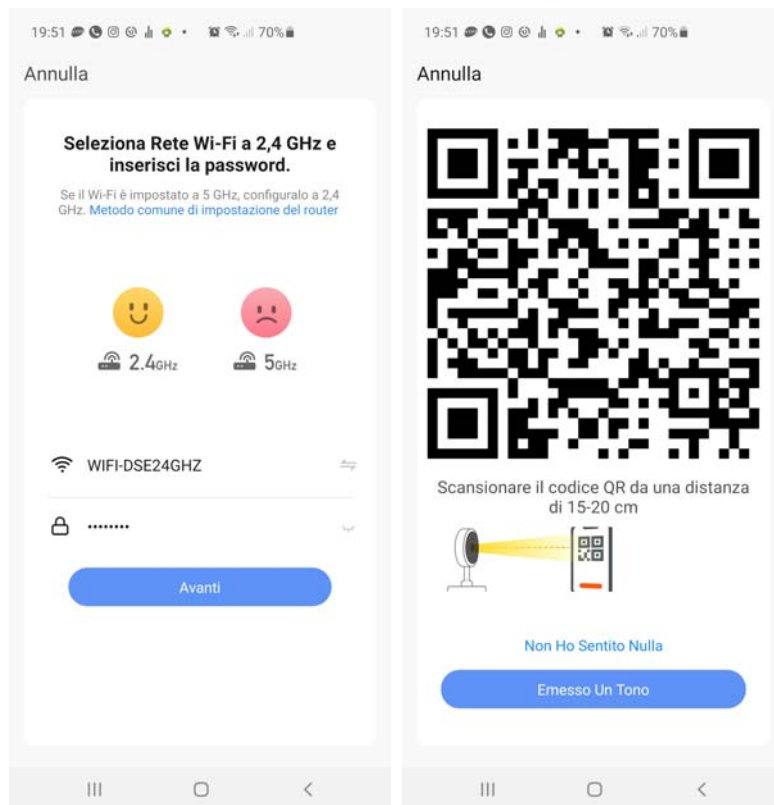 19:51 70%
Annulla
Seleziona Rete Wi-Fi a 2,4 GHz e
inserisci la password.
Se il Wi-Fi è impostato a 5 GHz, configuralo a 2,4
GHz. Metodo comune di impostazione del router
2.4GHz 5GHz
WIFI-DSE24GHZ
••••••••
Avanti
19:51 70%
Annulla
Scansionare il codice QR da una distanza
di 15-20 cm
Non Ho Sentito Nulla
Emesso Un Tono